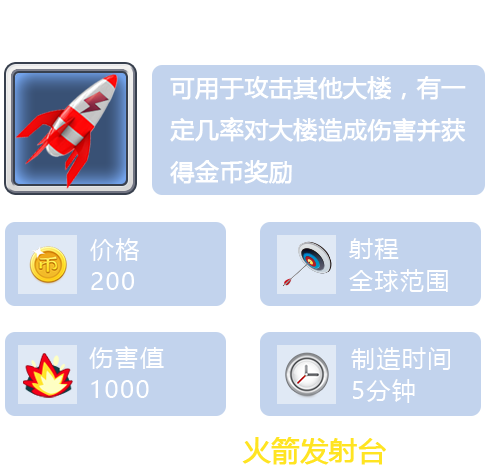 可用于攻击其他大楼，有一
定几率对大楼造成伤害并获
得金币奖励
价格
200
射程
全球范围
伤害值
1000
制造时间
5分钟
火箭发射台